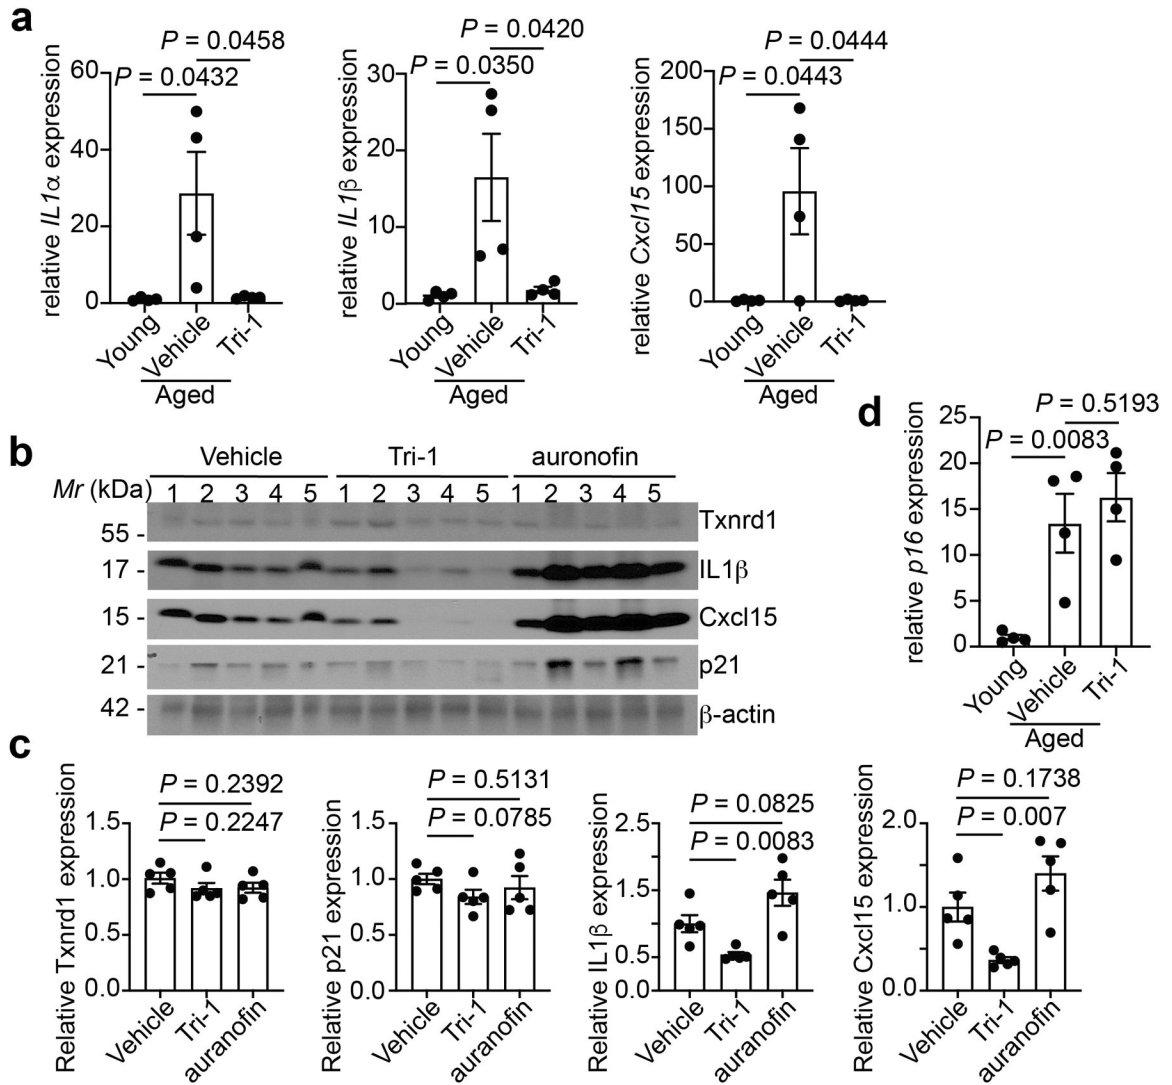 a
P = 0.0458
P = 0.0432
relative IL1α expression
60
40
20
0
Young
Vehicle
Tri-1
Aged
P = 0.0420
P = 0.0350
relative IL1β expression
30
20
10
0
Young
Vehicle
Tri-1
Aged
P = 0.0444
P = 0.0443
relative Cxcl15 expression
200
150
100
50
0
Young
Vehicle
Tri-1
Aged
b
Vehicle Tri-1 auronofin
Mr (kDa) 1 2 3 4 5 1 2 3 4 5 1 2 3 4 5
55 - Txnrd1
17 - IL1β
15 - Cxcl15
21 - p21
42 - β-actin
d
P = 0.5193
P = 0.0083
relative p16 expression
25
20
15
10
5
0
Young
Vehicle
Tri-1
Aged
c
P = 0.2392
P = 0.2247
Relative Txnrd1 expression
1.5
1.0
0.5
0.0
Vehicle
Tri-1
auranofin
P = 0.5131
P = 0.0785
Relative p21 expression
1.5
1.0
0.5
0.0
Vehicle
Tri-1
auranofin
P = 0.0825
P = 0.0083
Relative IL1β expression
2.5
1.5
0.5
0.0
Vehicle
Tri-1
auranofin
P = 0.1738
P = 0.007
Relative Cxcl15 expression
2.0
1.0
0.0
Vehicle
Tri-1
auranofin